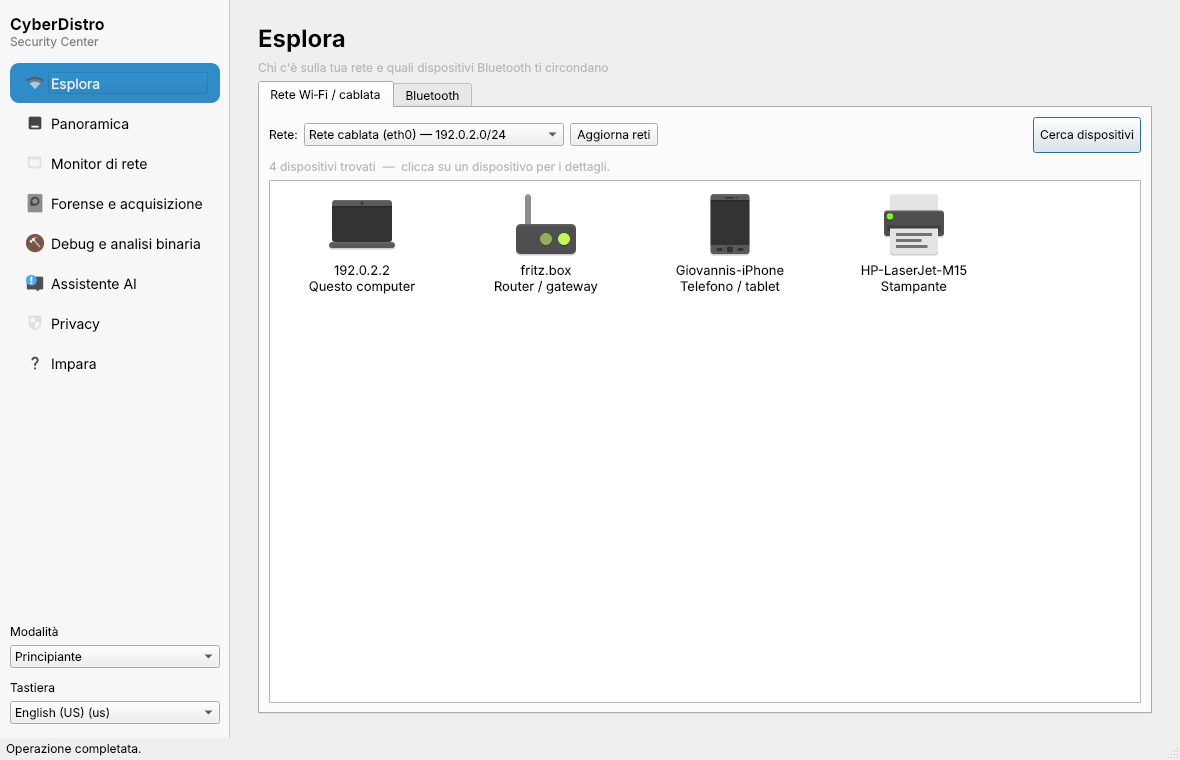 CyberDistro
Security Center
Esplora
Panoramica
Monitor di rete
Forense e acquisizione
Debug e analisi binaria
Assistente AI
Privacy
? Impara
Modalità
Principiante
Tastiera
English (US) (us)
Operazione completata.
Esplora
Chi c'è sulla tua rete e quali dispositivi Bluetooth ti circondano
Rete Wi-Fi / cablata
Bluetooth
Rete:
Rete cablata (eth0) — 192.0.2.0/24
Aggiorna reti
Cerca dispositivi
4 dispositivi trovati — clicca su un dispositivo per i dettagli.
192.0.2.2
Questo computer
fritz.box
Router / gateway
Giovannis-iPhone
Telefono / tablet
HP-LaserJet-M15
Stampante